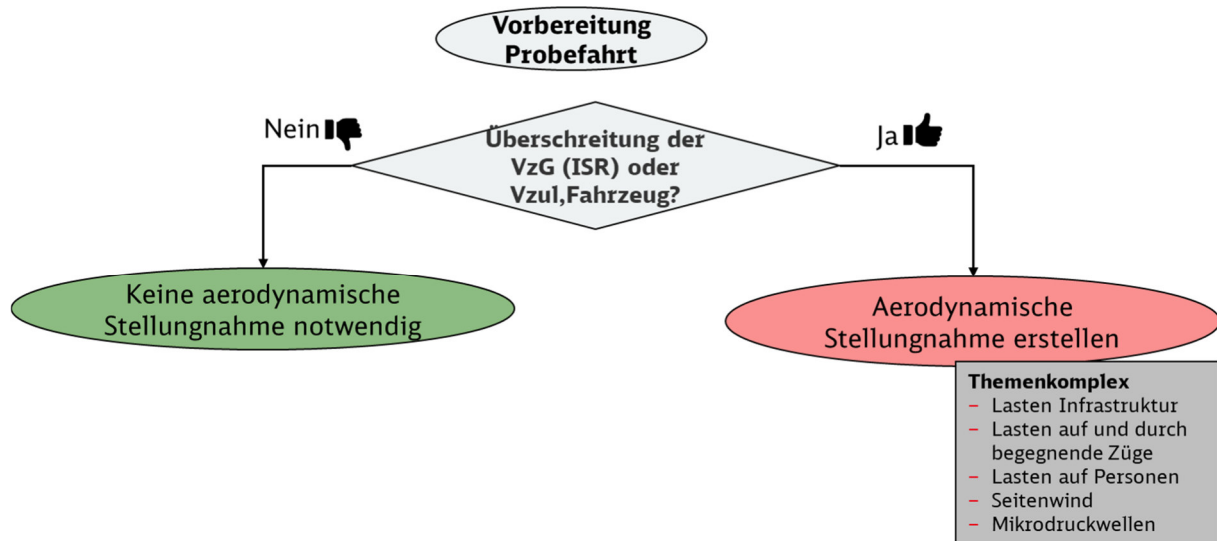 Vorbereitung
Probefahrt
Nein
Ja
Überschreitung der
VzG (ISR) oder
Vzul,Fahrzeug?
Keine aerodynamische
Stellungnahme notwendig
Aerodynamische
Stellungnahme erstellen
Themenkomplex
– Lasten Infrastruktur
– Lasten auf und durch
begegnende Züge
– Lasten auf Personen
– Seitenwind
– Mikrodruckwellen